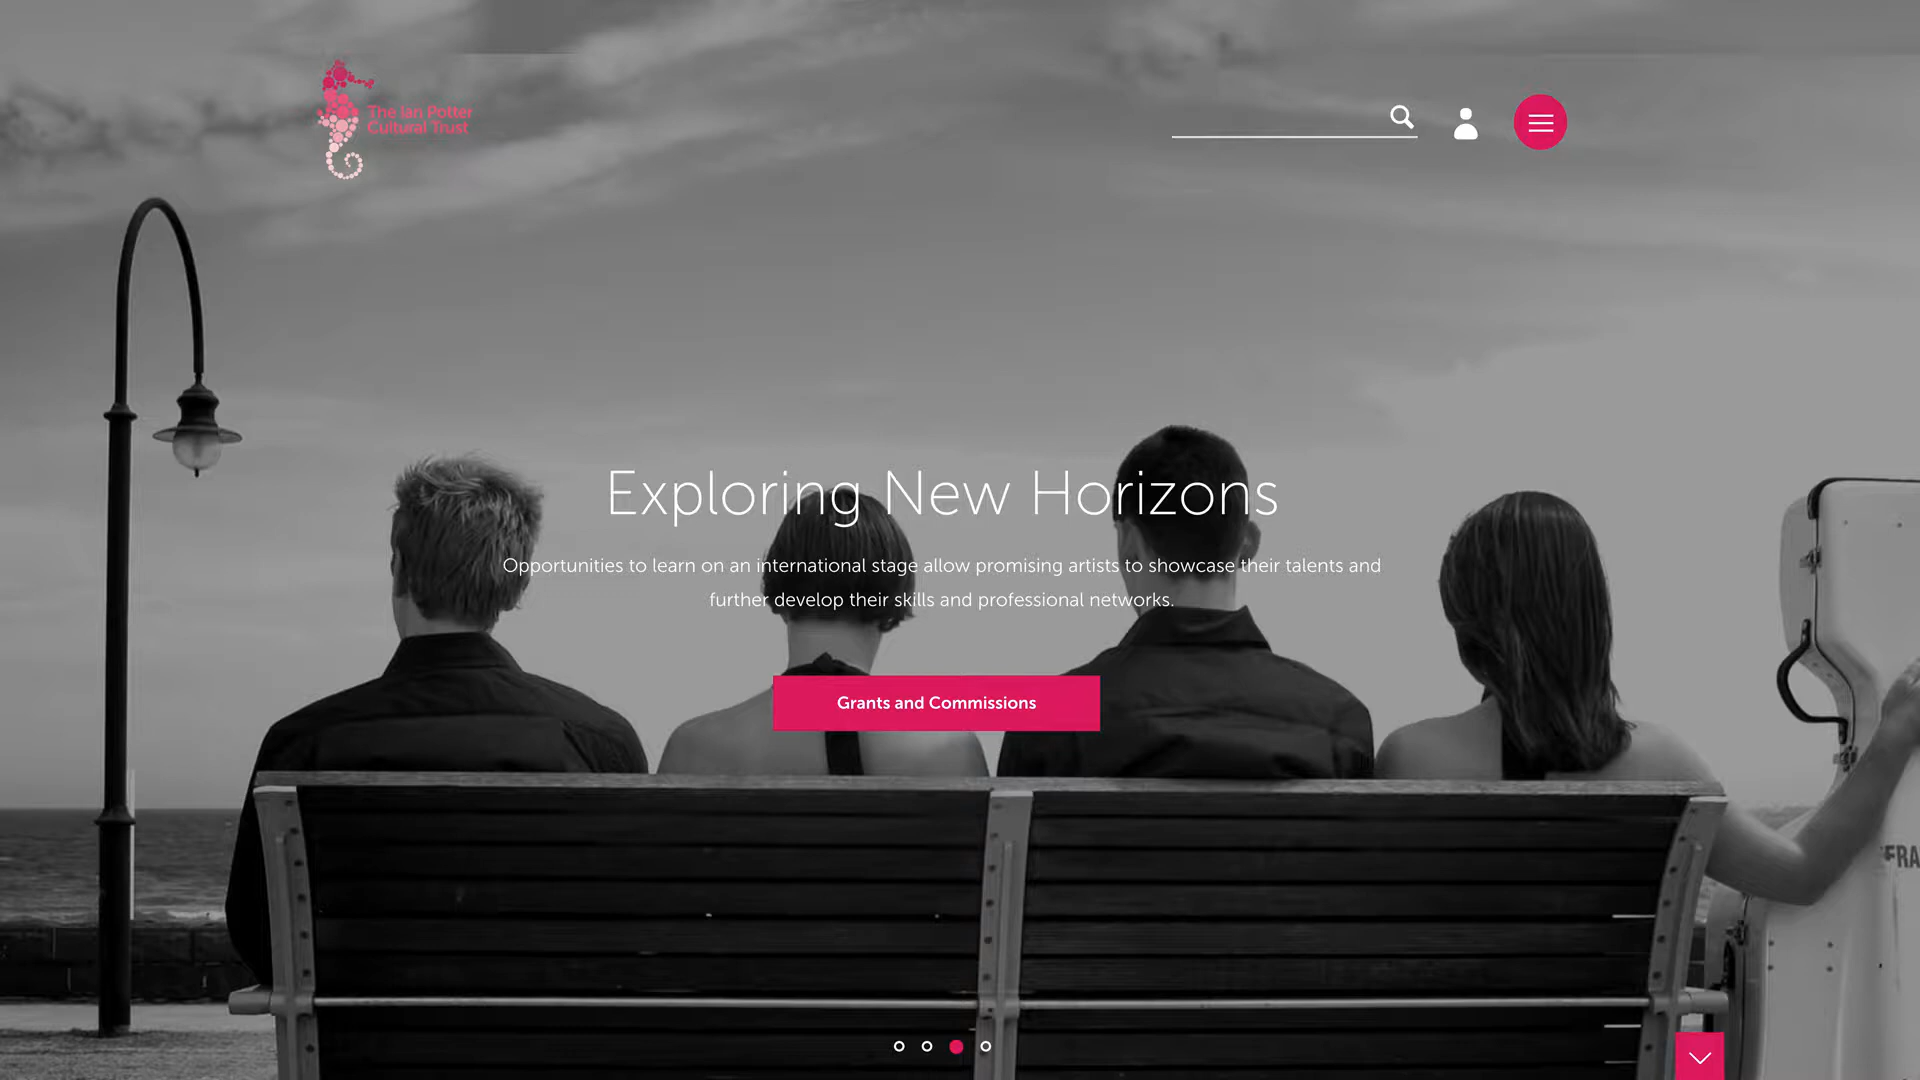 The Ian Potter
Cultural Trust
Exploring New Horizons
Opportunities to learn on an international stage allow promising artists to showcase their talents and
further develop their skills and professional networks.
Grants and Commissions